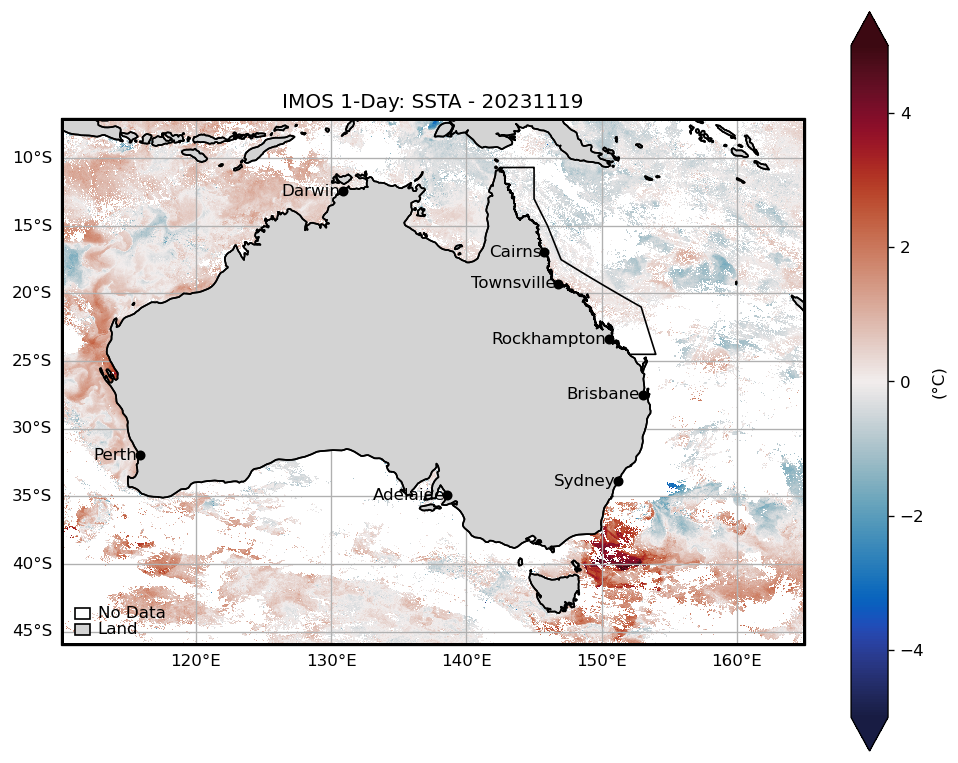 IMOS 1-Day: SSTA - 20231119
10°S
15°S
20°S
25°S
30°S
35°S
40°S
45°S
Darwin
Cairns
Townsville
Rockhampton
Brisbane
Perth
Sydney
Adelaide
No Data
Land
120°E 130°E 140°E 150°E 160°E
4
2
0
−2
−4
(°C)